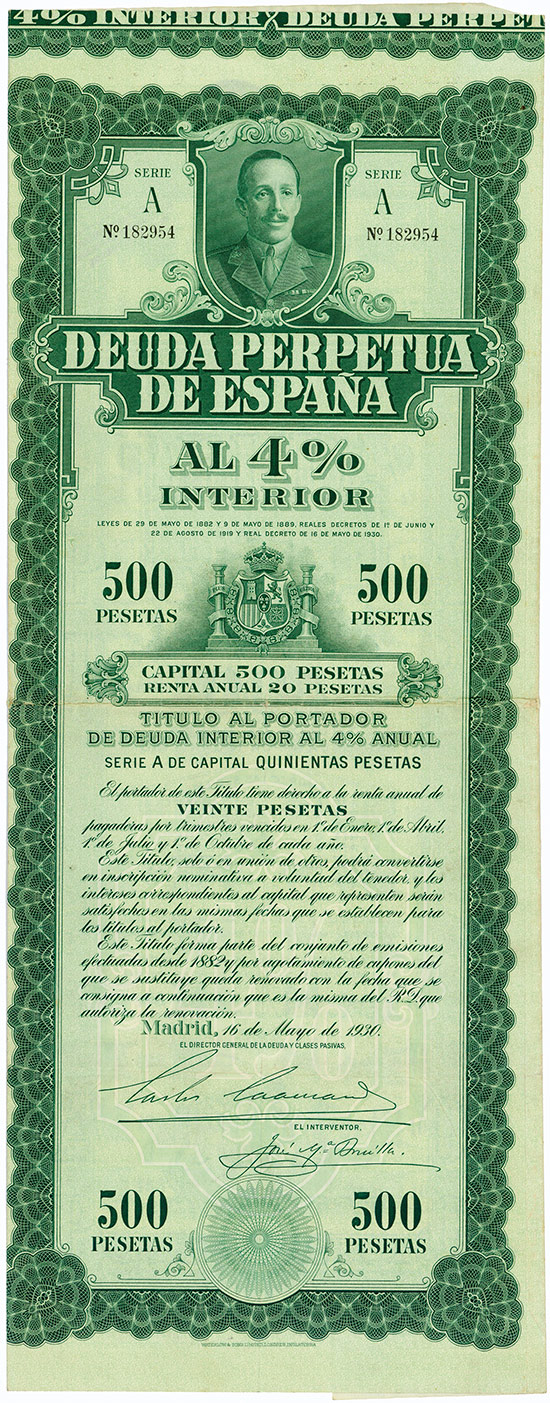 4% INTERIOR DEUDA PERPET
SERIE
A
Nº 182954
SERIE
A
Nº 182954
DEUDA PERPETUA
DE ESPAÑA
AL 4%
INTERIOR
LEYES DE 29 DE MAYO DE 1882 Y 9 DE MAYO DE 1889, REALES DECRETOS DE 1º DE JUNIO Y
22 DE AGOSTO DE 1919 Y REAL DECRETO DE 16 DE MAYO DE 1930.
500
PESETAS
500
PESETAS
CAPITAL 500 PESETAS
RENTA ANUAL 20 PESETAS
TITULO AL PORTADOR
DE DEUDA INTERIOR AL 4% ANUAL
SERIE A DE CAPITAL QUINIENTAS PESETAS
El portador de este Título tiene derecho a la renta anual de
VEINTE PESETAS
pagaderas por trimestres vencidos en 1º de Enero, 1º de Abril,
1º de Julio y 1º de Octubre de cada año.
Este Título, solo ó en unión de otros, podrá convertirse
en inscripción nominativa a voluntad del tenedor, y los
intereses correspondientes al capital que representen serán
satisfechos en las mismas fechas que se establecen para
los títulos al portador.
Este Título forma parte del conjunto de emisiones
efectuadas desde 1882 y por agotamiento de cupones del
que se sustituye queda renovado con la fecha que se
consigna a continuación que es la misma del R.D. que
autoriza la renovación.
Madrid, 16 de Mayo de 1930.
EL DIRECTOR GENERAL DE LA DEUDA Y CLASES PASIVAS,
Carlos Caamaño
EL INTERVENTOR,
José Mª
500
PESETAS
500
PESETAS